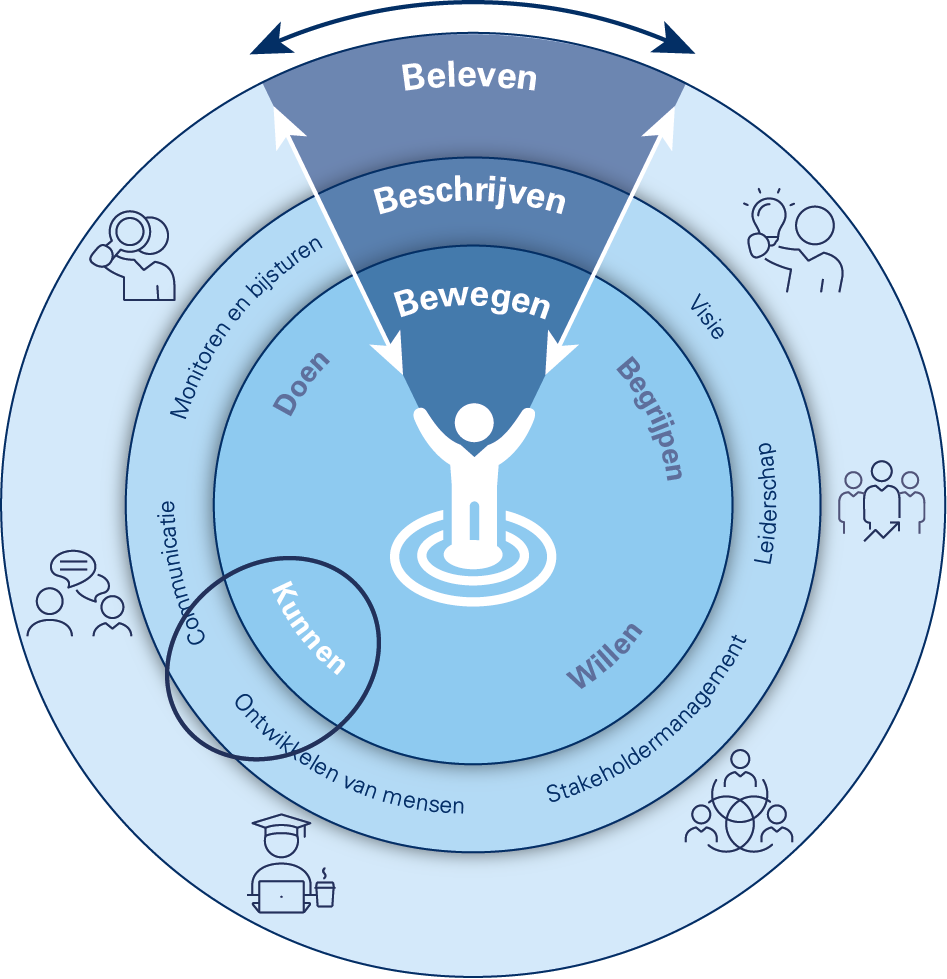 Beleven
Beschrijven
Bewegen
Doen
Begrijpen
Kunnen
Willen
Monitoren en bijsturen
Visie
Communicatie
Leiderschap
Ontwikkelen van mensen
Stakeholdermanagement